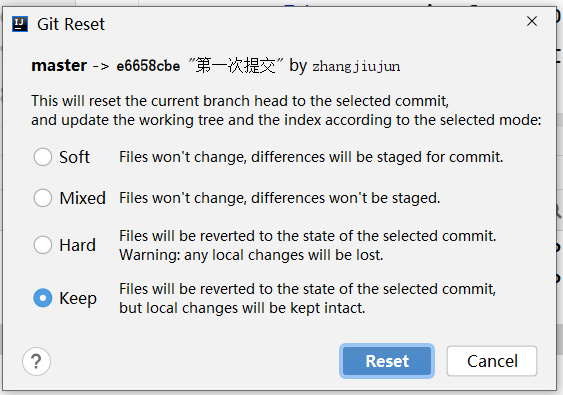 IJ Git Reset
master -> e6658cbe "第一次提交" by zhangjiujun
This will reset the current branch head to the selected commit,
and update the working tree and the index according to the selected mode:
Soft Files won't change, differences will be staged for commit.
Mixed Files won't change, differences won't be staged.
Hard Files will be reverted to the state of the selected commit.
Warning: any local changes will be lost.
Keep Files will be reverted to the state of the selected commit,
but local changes will be kept intact.
? Reset Cancel